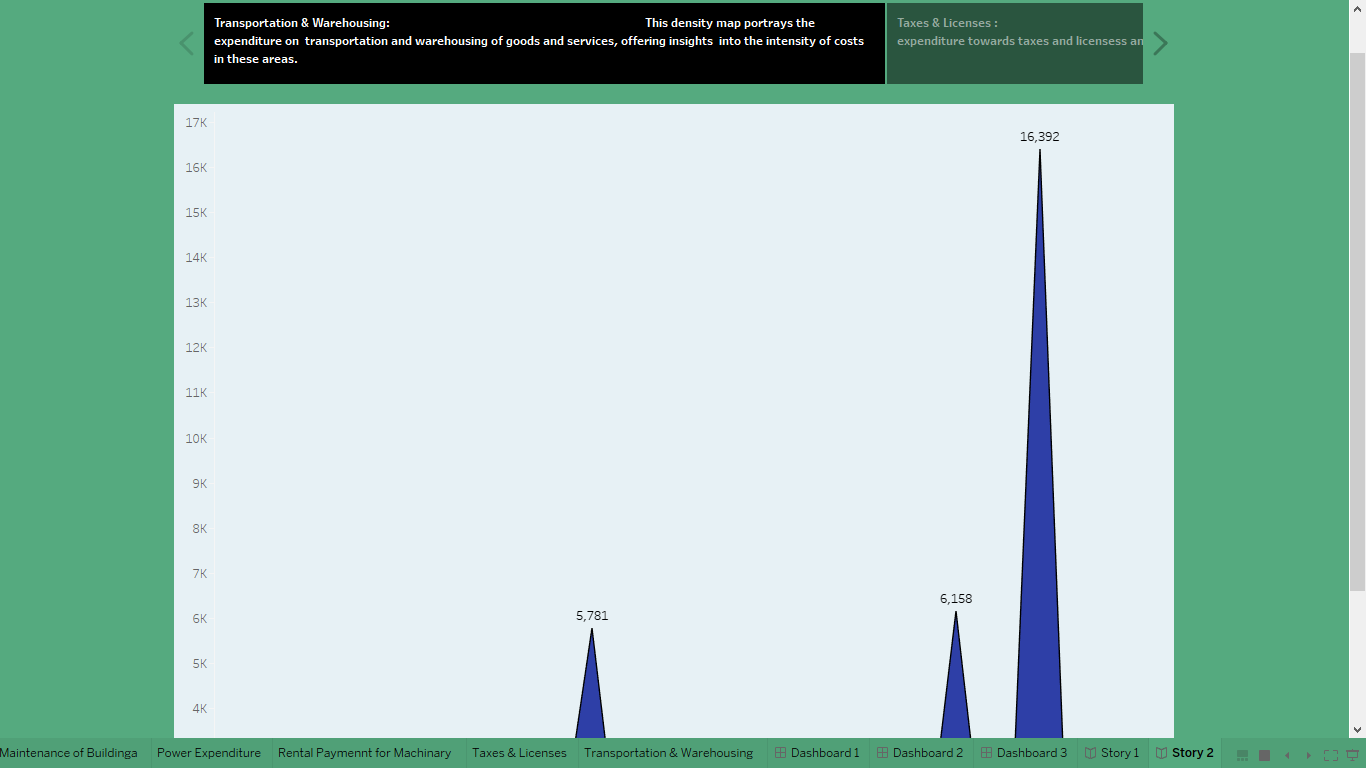 Transportation & Warehousing: This density map portrays the
expenditure on transportation and warehousing of goods and services, offering insights into the intensity of costs
in these areas.
Taxes & Licenses :
expenditure towards taxes and licensess an
17K
16,392
16K
15K
14K
13K
12K
11K
10K
9K
8K
7K
6K
5,781
6,158
5K
4K
Maintenance of Buildinga Power Expenditure Rental Paymennt for Machinary Taxes & Licenses Transportation & Warehousing Dashboard 1 Dashboard 2 Dashboard 3 Story 1 Story 2